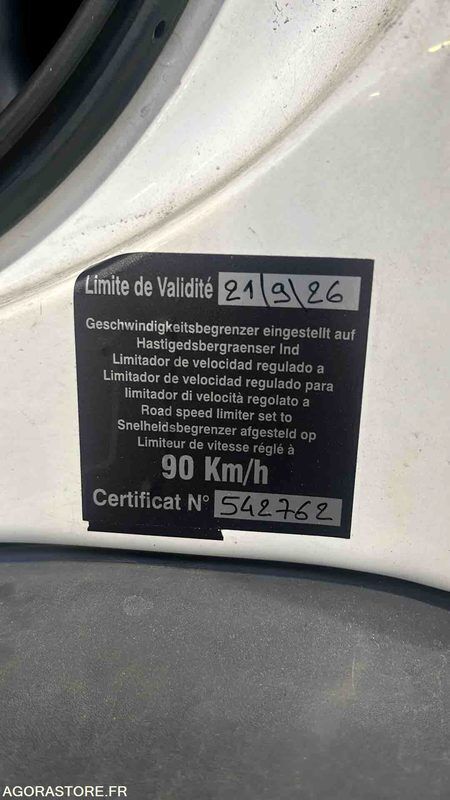 Limite de Validité 21/9/26
Geschwindigkeitsbegrenzer eingestellt auf
Hastigedsbergraenser Ind
Limitador de velocidad regulado a
Limitador de velocidad regulado para
limitador di velocità regolato a
Road speed limiter set to
Snelheidsbegrenzer afgesteld op
Limiteur de vitesse réglé à
90 Km/h
Certificat N° 542762
AGORASTORE.FR